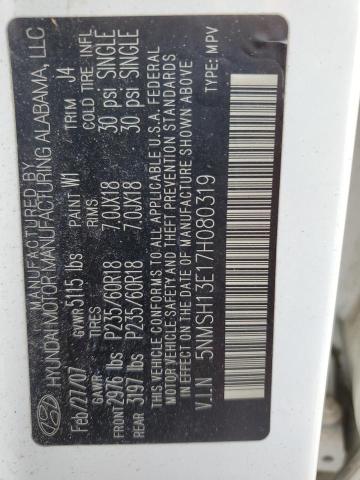 MANUFACTURED BY
HYUNDAI MOTOR MANUFACTURING ALABAMA, LLC
Feb/27/07 GVWR 5115 lbs PAINT W1 TRIM J4
GAWR: TIRES RIMS: COLD TIRE INFL
FRONT 2976 lbs P235/60R18 7.0JX18 30 psi SINGLE
REAR 3197 lbs P235/60R18 7.0JX18 30 psi SINGLE
THIS VEHICLE CONFORMS TO ALL APPLICABLE U.S.A. FEDERAL
MOTOR VEHICLE SAFETY AND THEFT PREVENTION STANDARDS
IN EFFECT ON THE DATE OF MANUFACTURE SHOWN ABOVE.
V.I.N 5NMSH13E17H080319 TYPE: MPV